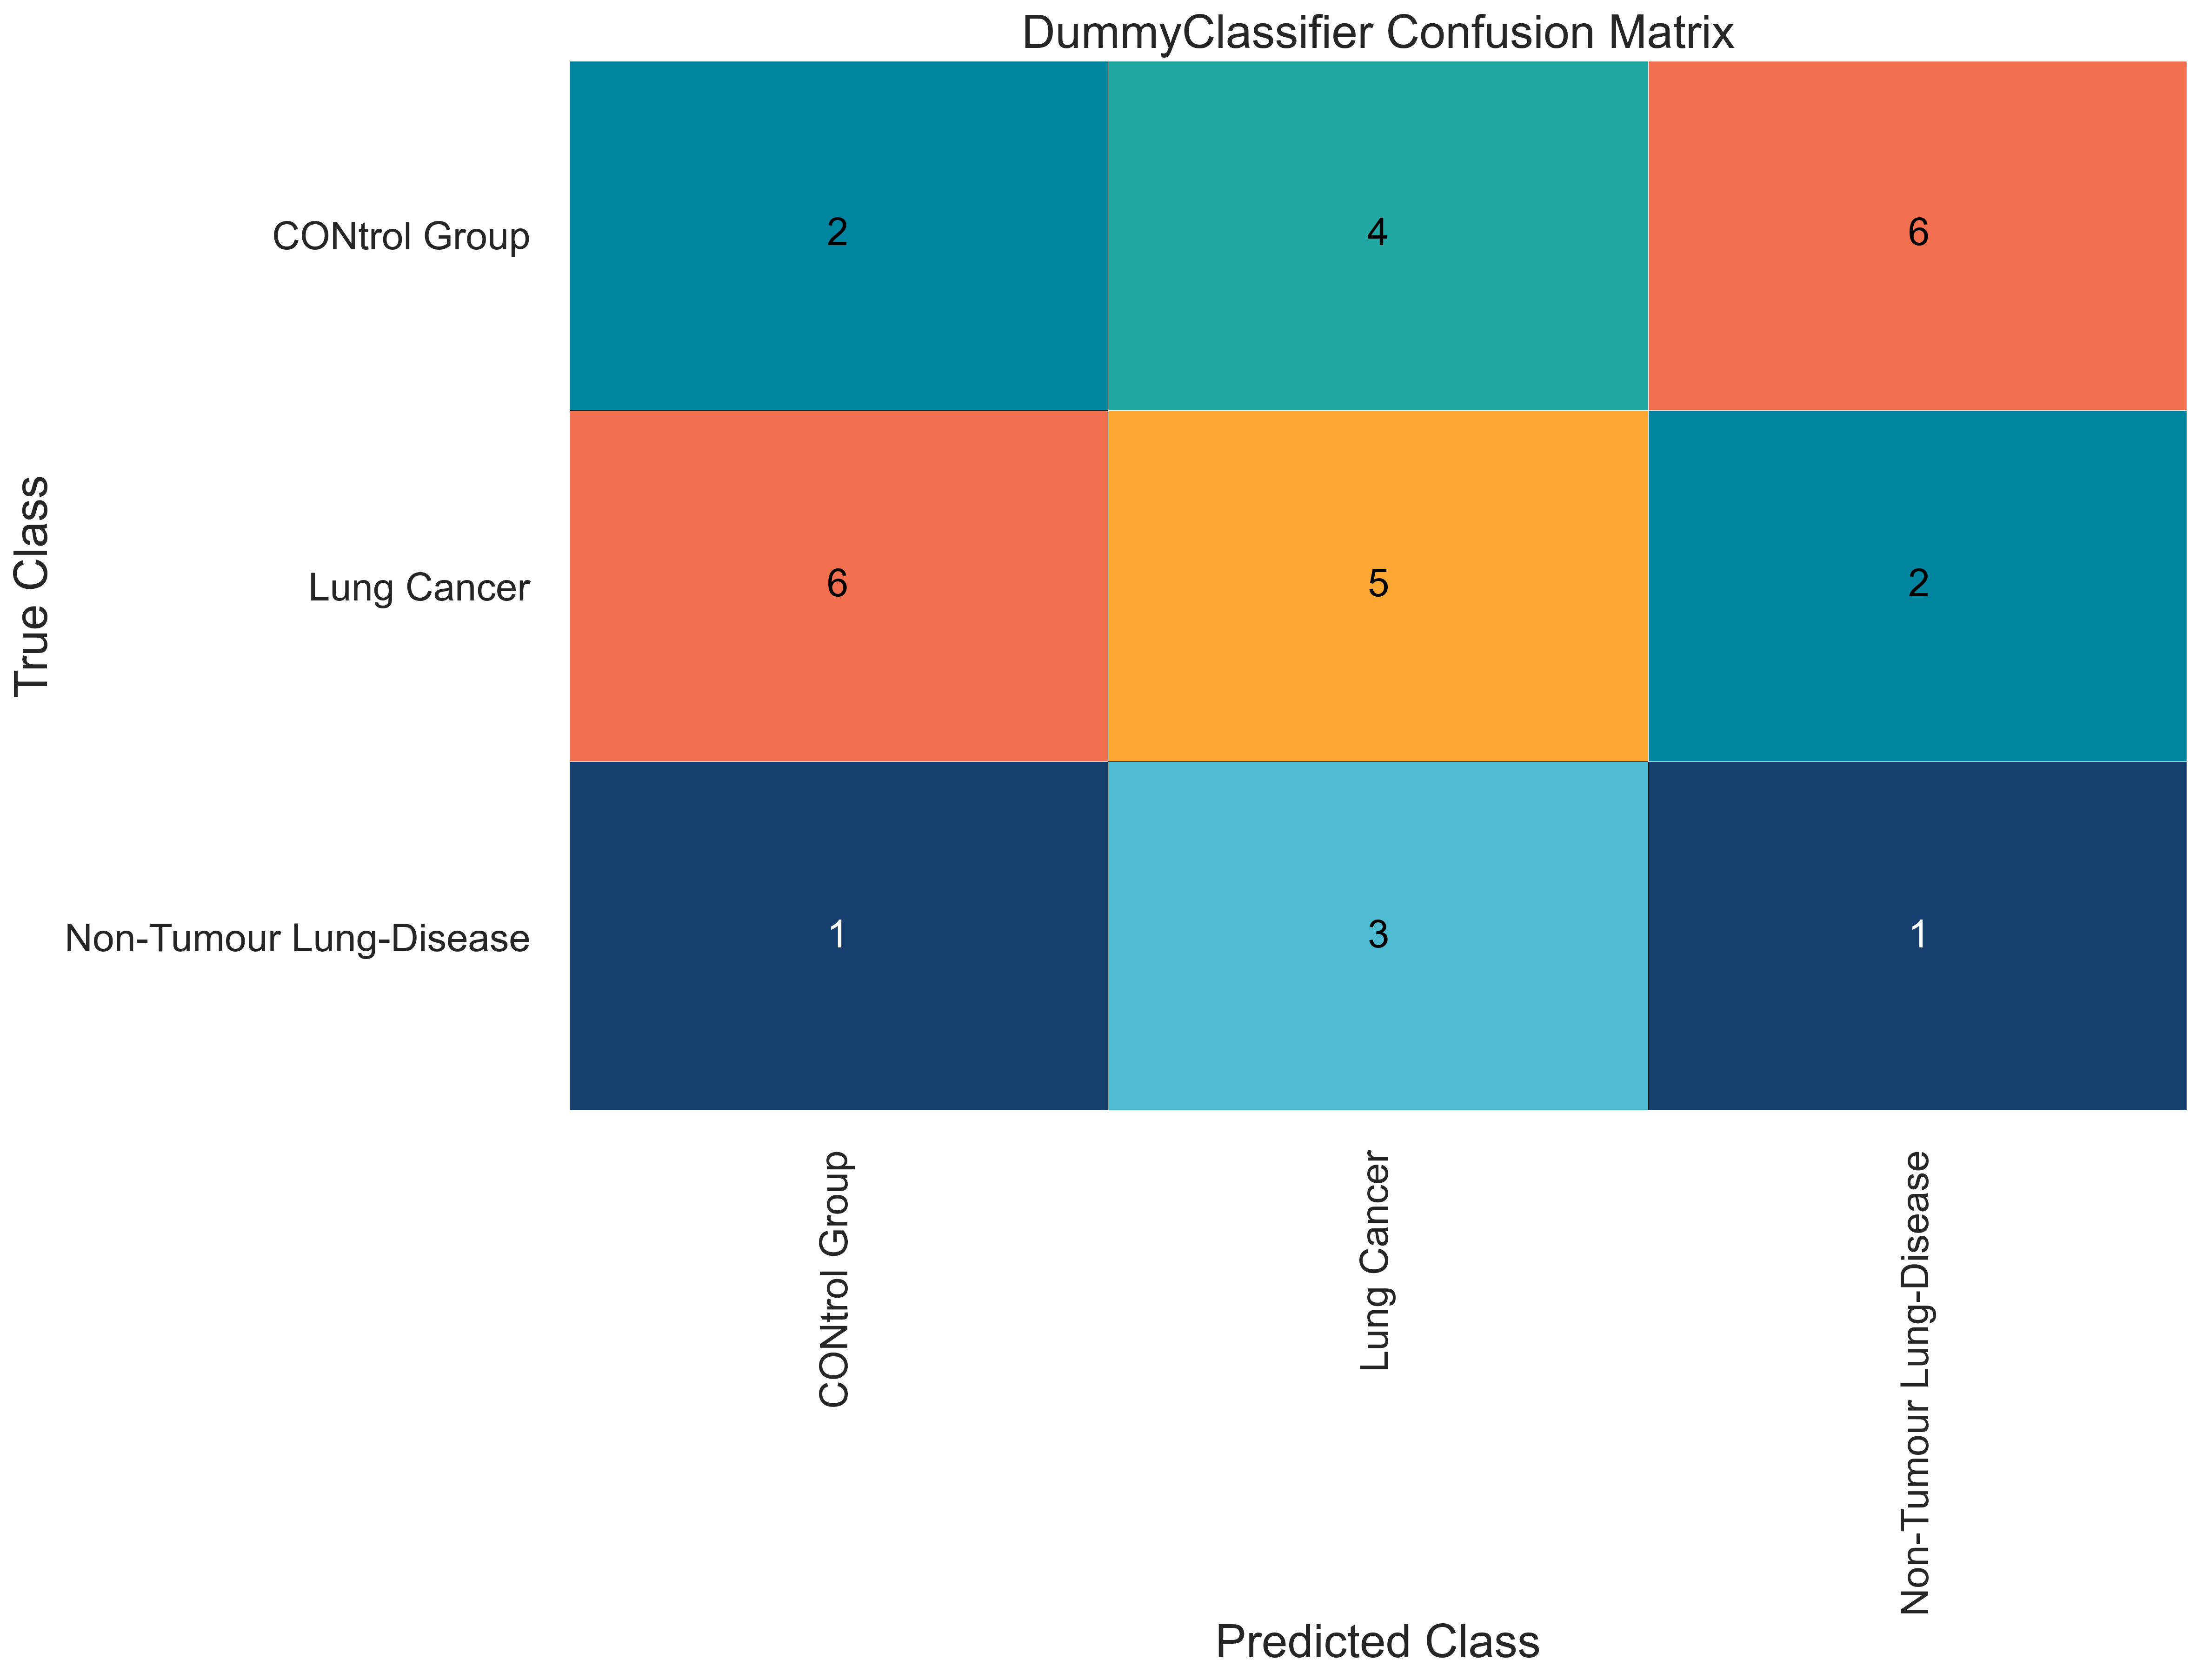 DummyClassifier Confusion Matrix
True Class
CONtrol Group
2
4
6
Lung Cancer
6
5
2
Non-Tumour Lung-Disease
1
3
1
CONtrol Group
Lung Cancer
Non-Tumour Lung-Disease
Predicted Class